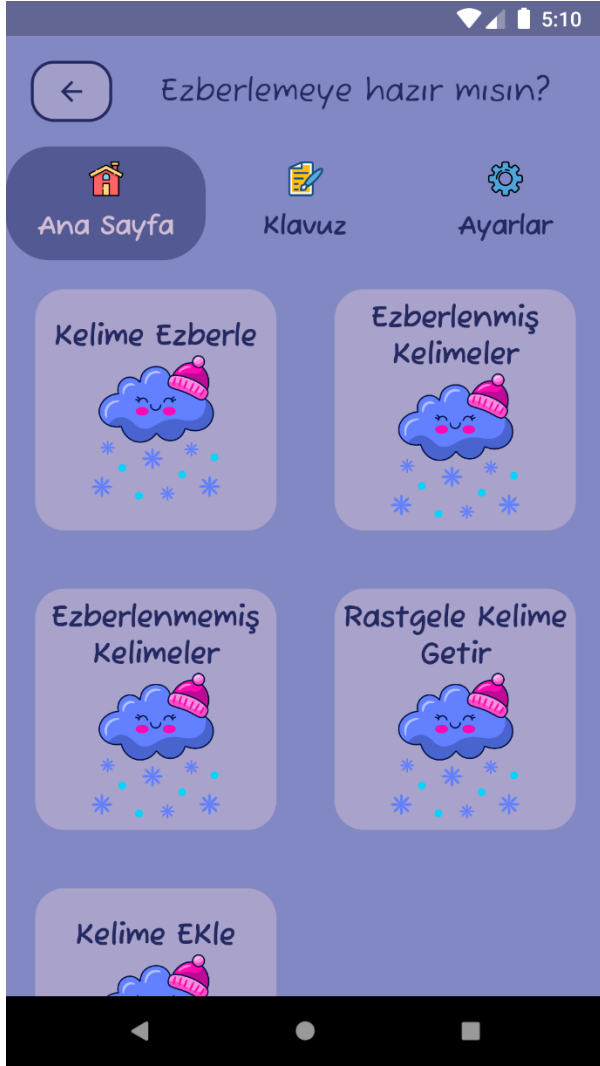 5:10
Ezberlemeye hazır mısın?
Ana Sayfa
Klavuz
Ayarlar
Kelime Ezberle
Ezberlenmiş
Kelimeler
Ezberlenmemiş
Kelimeler
Rastgele Kelime
Getir
Kelime EKle